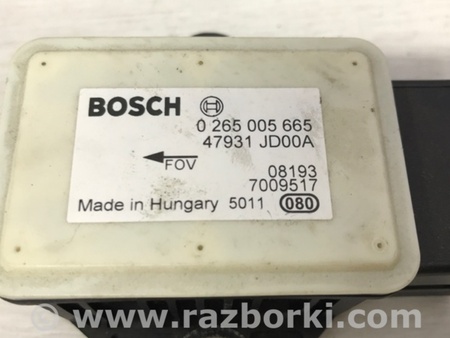 BOSCH
0 265 005 665
47931 JD00A
FOV
08193
7009517
Made in Hungary 5011 080
www.razborki.com